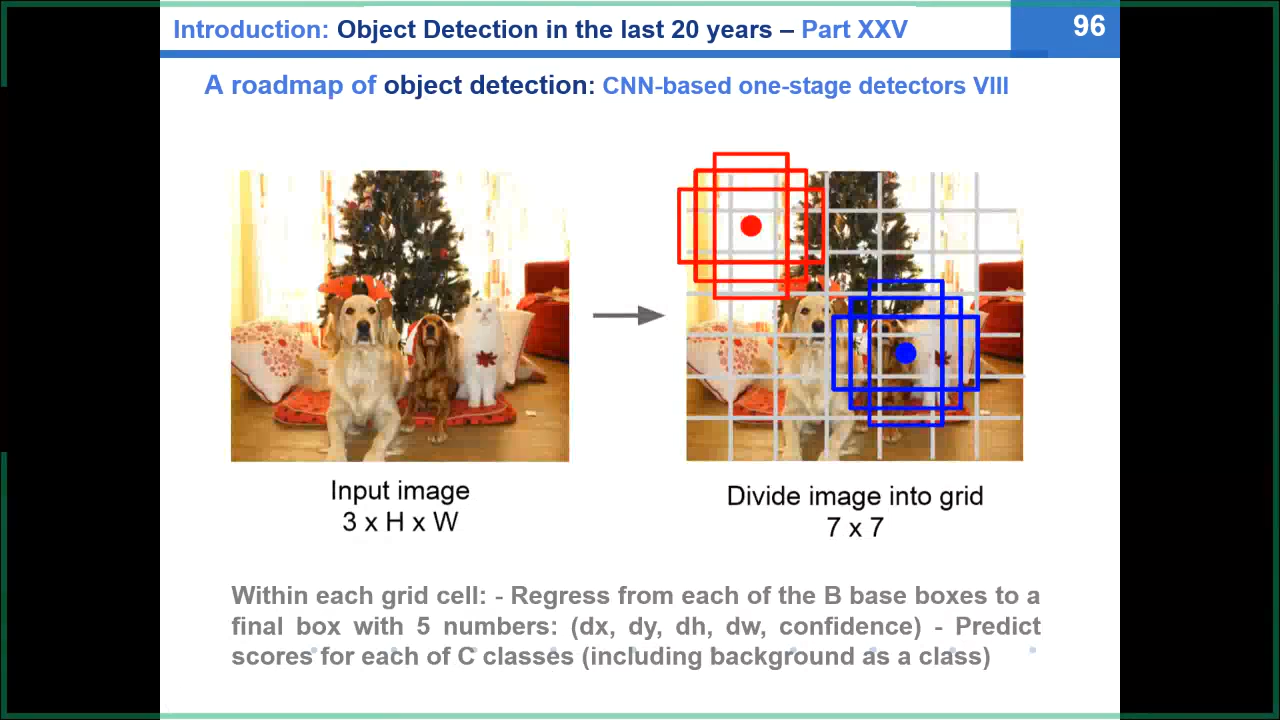 Introduction: Object Detection in the last 20 years – Part XXV
96
A roadmap of object detection: CNN-based one-stage detectors VIII
Input image
3 x H x W
Divide image into grid
7 x 7
Within each grid cell: - Regress from each of the B base boxes to a
final box with 5 numbers: (dx, dy, dh, dw, confidence) - Predict
scores for each of C classes (including background as a class)